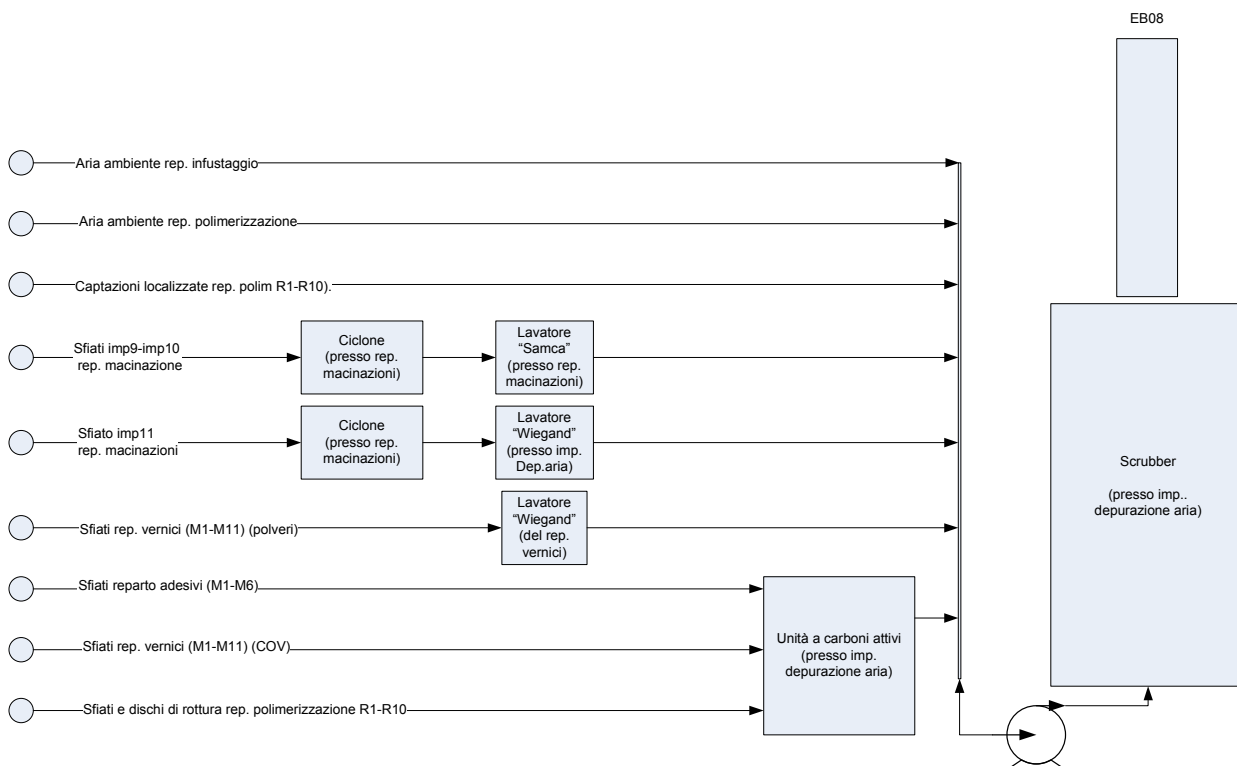 EB08
Aria ambiente rep. infustaggio
Aria ambiente rep. polimerizzazione
Captazioni localizzate rep. polim R1-R10).
Sfiati imp9-imp10
rep. macinazione
Ciclone
(presso rep.
macinazioni)
Lavatore
“Samca”
(presso rep.
macinazioni)
Sfiato imp11
rep. macinazioni
Ciclone
(presso rep.
macinazioni)
Lavatore
“Wiegand”
(presso imp.
Dep.aria)
Scrubber
(presso imp..
depurazione aria)
Sfiati rep. vernici (M1-M11) (polveri)
Lavatore
“Wiegand”
(del rep.
vernici)
Sfiati reparto adesivi (M1-M6)
Sfiati rep. vernici (M1-M11) (COV)
Sfiati e dischi di rottura rep. polimerizzazione R1-R10
Unità a carboni attivi
(presso imp.
depurazione aria)